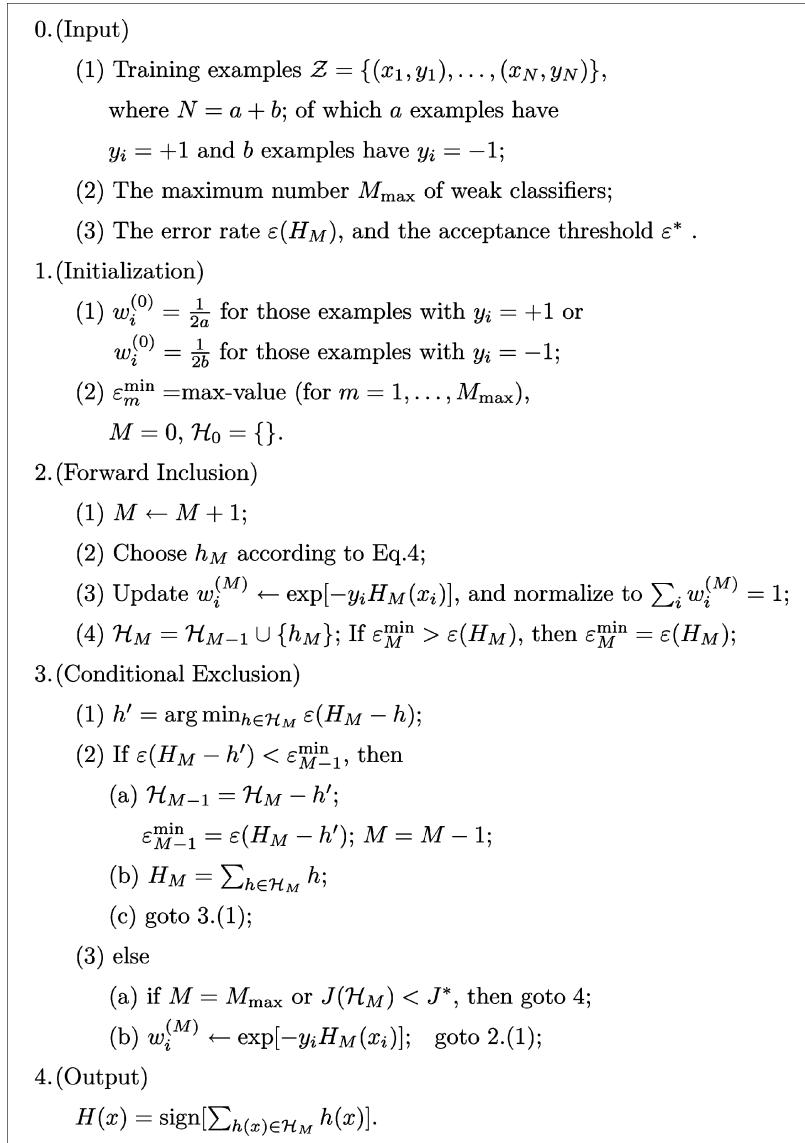 0.(Input)
(1) Training examples 𝒵 = {(x₁, y₁), . . . , (x_N, y_N)},
where N = a + b; of which a examples have
yᵢ = +1 and b examples have yᵢ = −1;
(2) The maximum number M_max of weak classifiers;
(3) The error rate ε(H_M), and the acceptance threshold ε* .
1.(Initialization)
(1) wᵢ^(0) = 1/2a for those examples with yᵢ = +1 or
wᵢ^(0) = 1/2b for those examples with yᵢ = −1;
(2) ε_m^min =max-value (for m = 1, . . . , M_max),
M = 0, ℋ₀ = {}.
2.(Forward Inclusion)
(1) M ← M + 1;
(2) Choose h_M according to Eq.4;
(3) Update wᵢ^(M) ← exp[−yᵢH_M(xᵢ)], and normalize to ∑ᵢ wᵢ^(M) = 1;
(4) ℋ_M = ℋ_{M−1} ∪ {h_M}; If ε_M^min > ε(H_M), then ε_M^min = ε(H_M);
3.(Conditional Exclusion)
(1) h′ = arg min_{h∈ℋ_M} ε(H_M − h);
(2) If ε(H_M − h′) < ε_{M−1}^min, then
(a) ℋ_{M−1} = ℋ_M − h′;
ε_{M−1}^min = ε(H_M − h′); M = M − 1;
(b) H_M = ∑_{h∈ℋ_M} h;
(c) goto 3.(1);
(3) else
(a) if M = M_max or J(ℋ_M) < J*, then goto 4;
(b) wᵢ^(M) ← exp[−yᵢH_M(xᵢ)]; goto 2.(1);
4.(Output)
H(x) = sign[∑_{h(x)∈ℋ_M} h(x)].